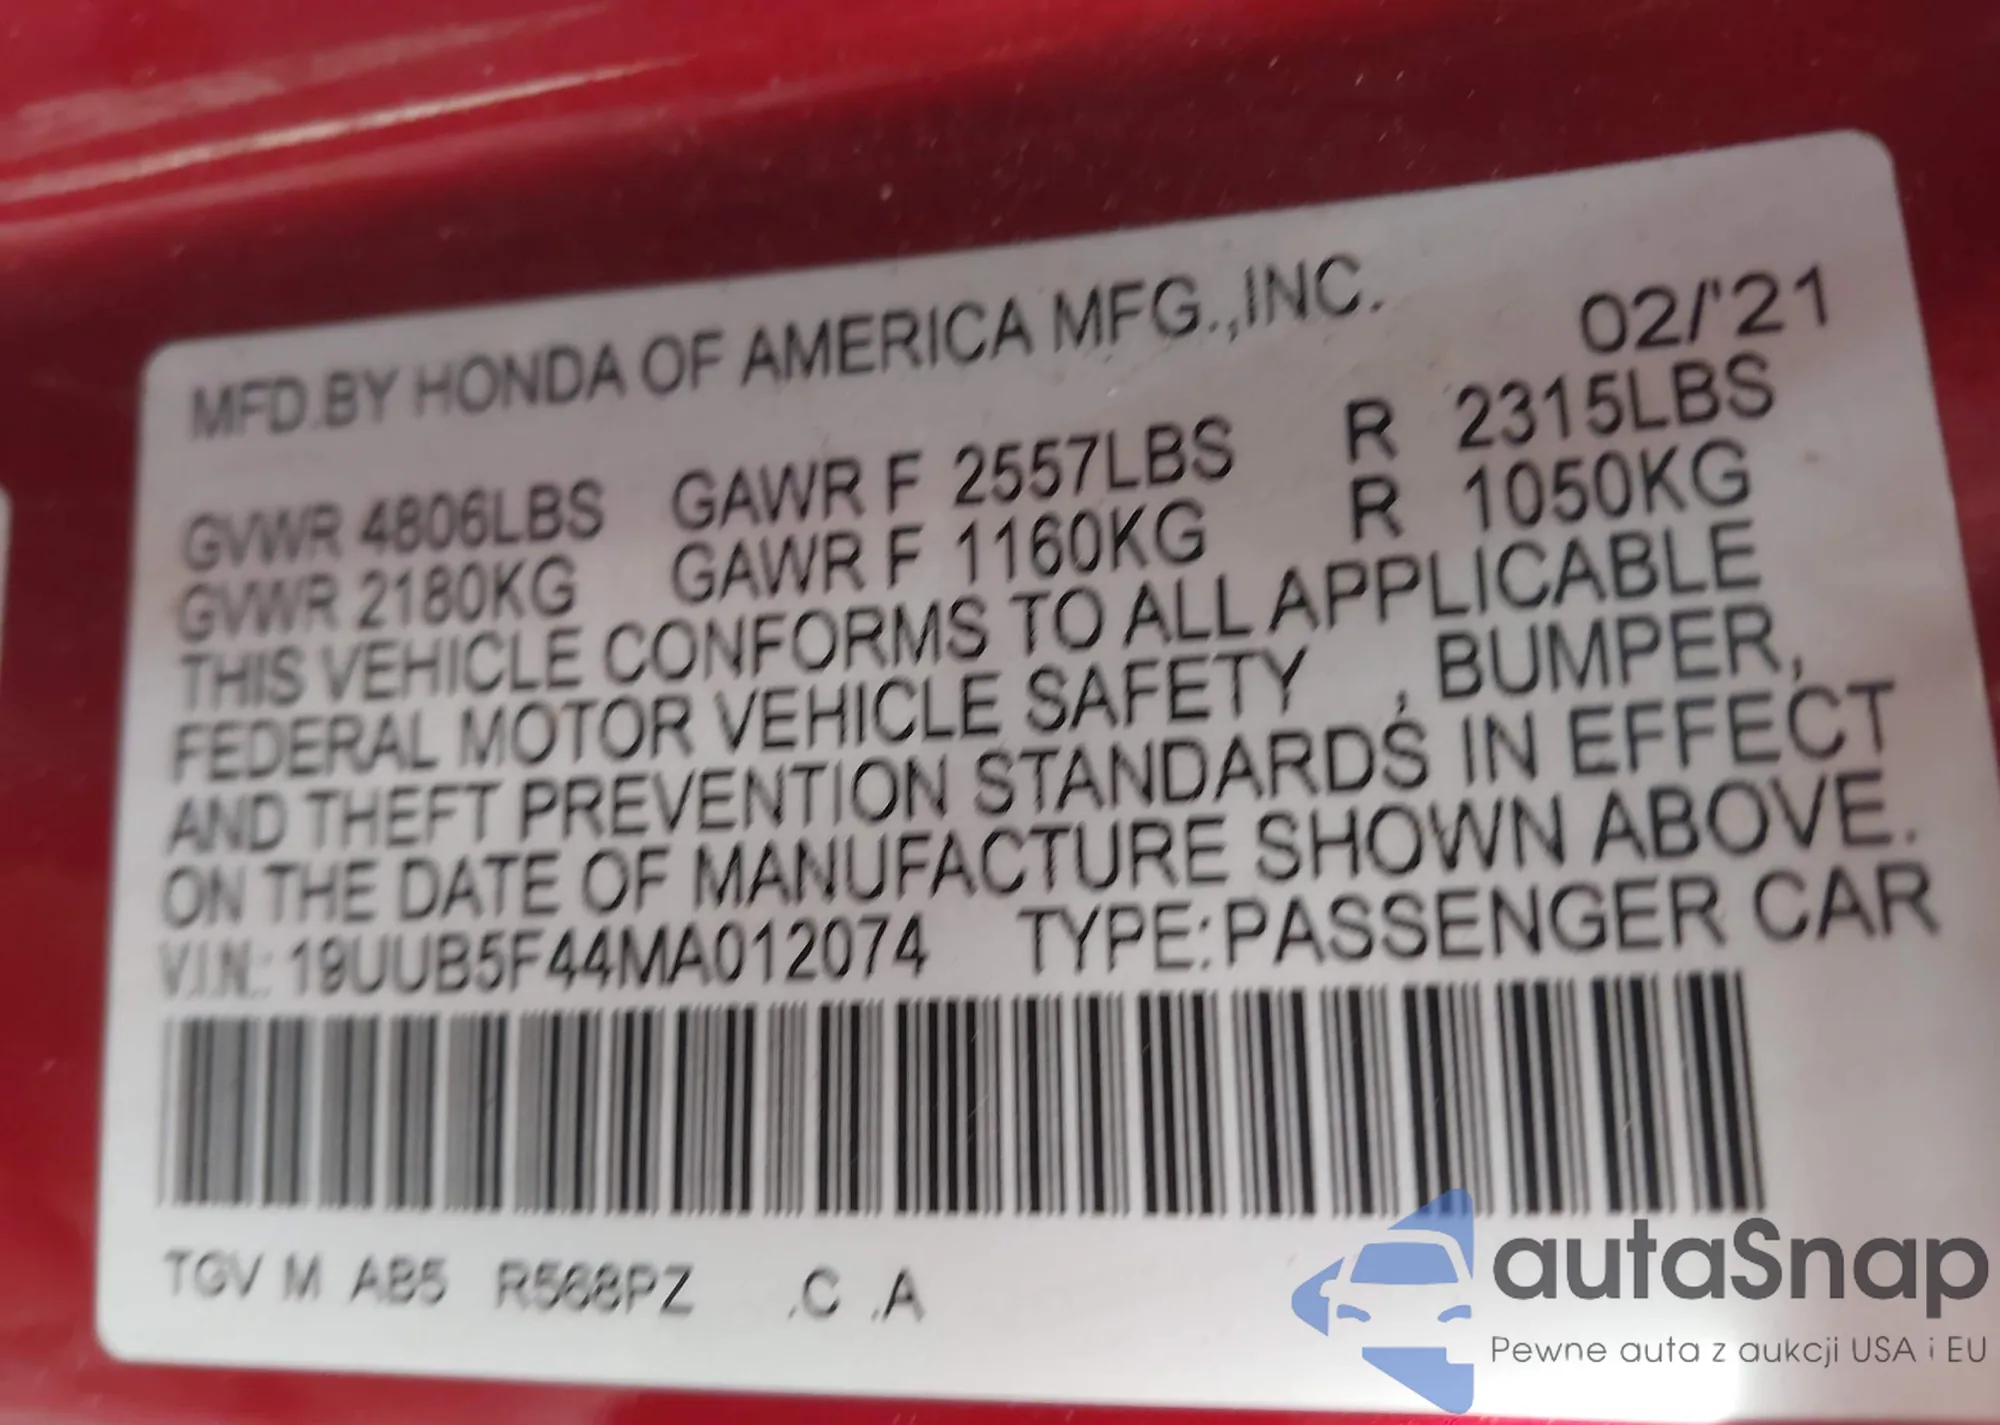 MFD.BY HONDA OF AMERICA MFG.,INC. 02/'21
GVWR 4806LBS GAWR F 2557LBS R 2315LBS
GVWR 2180KG GAWR F 1160KG R 1050KG
THIS VEHICLE CONFORMS TO ALL APPLICABLE
FEDERAL MOTOR VEHICLE SAFETY , BUMPER,
AND THEFT PREVENTION STANDARDS IN EFFECT
ON THE DATE OF MANUFACTURE SHOWN ABOVE.
V.I.N.: 19UUB5F44MA012074 TYPE:PASSENGER CAR
TGV M AB5 R568PZ .C .A
autaSnap
Pewne auta z aukcji USA i EU